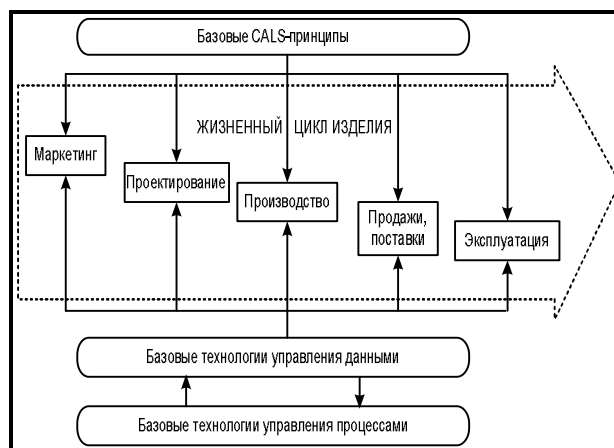 Базовые CALS-принципы
ЖИЗНЕННЫЙ ЦИКЛ ИЗДЕЛИЯ
Маркетинг
Проектирование
Производство
Продажи,
поставки
Эксплуатация
Базовые технологии управления данными
Базовые технологии управления процессами